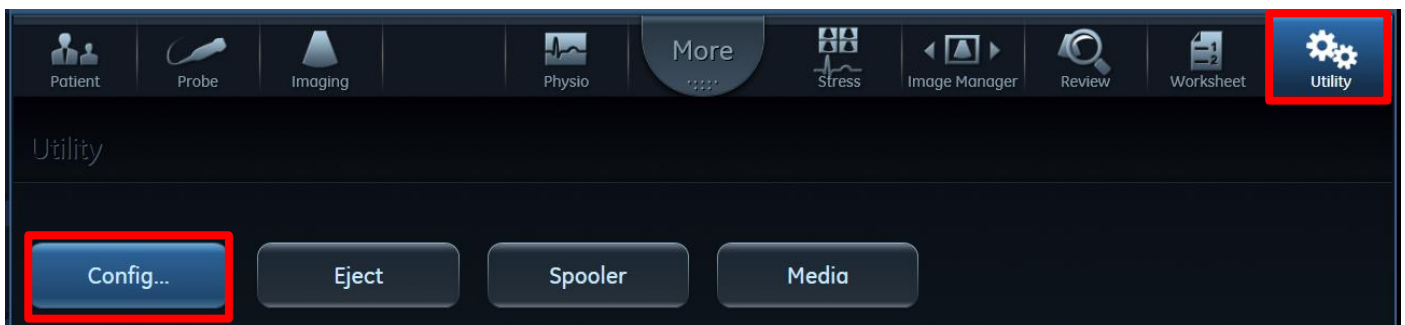 More
Patient Probe Imaging Physio Stress Image Manager Review Worksheet Utility
Utility
Config... Eject Spooler Media